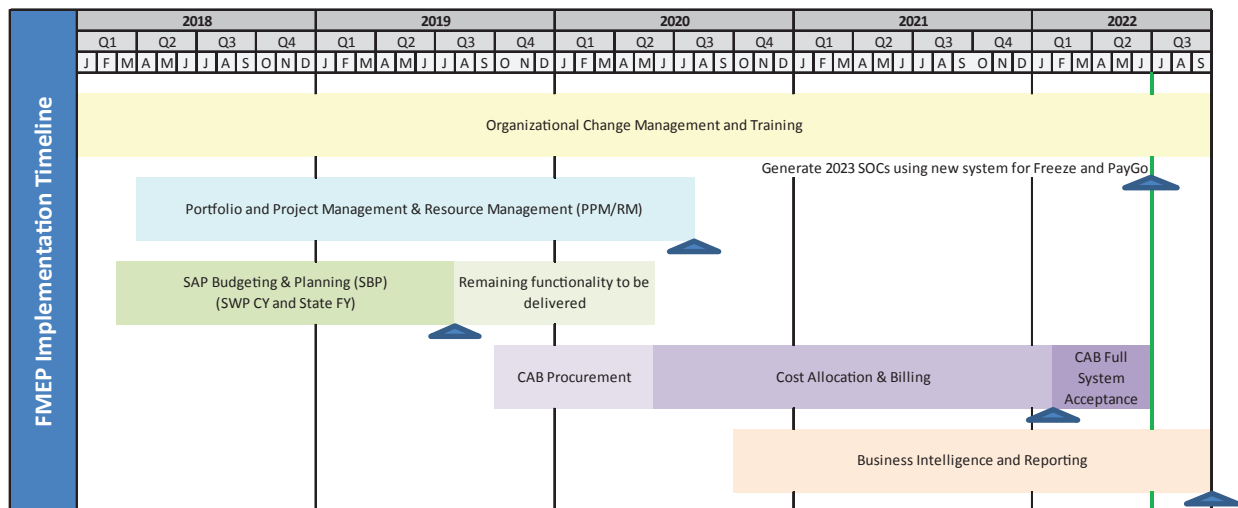 FMEP Implementation Timeline
2018 2019 2020 2021 2022
Q1 Q2 Q3 Q4 Q1 Q2 Q3 Q4 Q1 Q2 Q3 Q4 Q1 Q2 Q3 Q4 Q1 Q2 Q3
J F M A M J J A S O N D J F M A M J J A S O N D J F M A M J J A S O N D J F M A M J J A S O N D J F M A M J J A S
Organizational Change Management and Training
Generate 2023 SOCs using new system for Freeze and PayGo
Portfolio and Project Management & Resource Management (PPM/RM)
SAP Budgeting & Planning (SBP)
(SWP CY and State FY)
Remaining functionality to be
delivered
CAB Procurement
Cost Allocation & Billing
CAB Full
System
Acceptance
Business Intelligence and Reporting